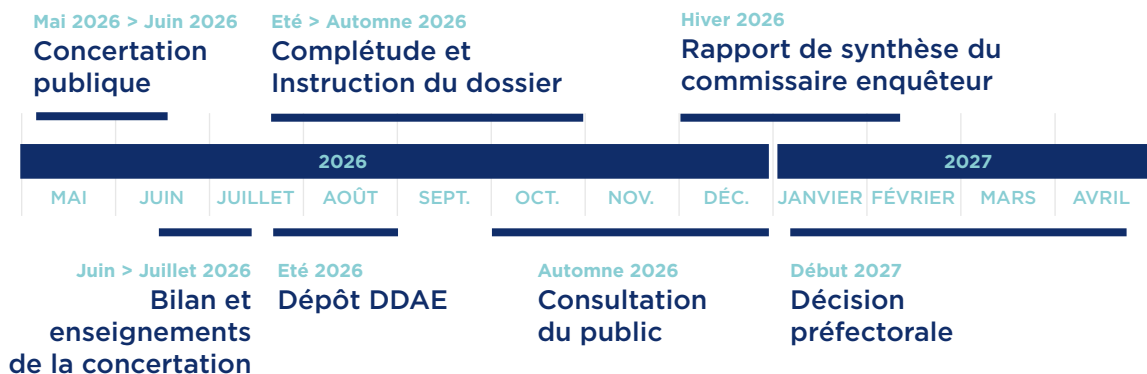 Mai 2026 > Juin 2026
Concertation
publique
Eté > Automne 2026
Complétude et
Instruction du dossier
Hiver 2026
Rapport de synthèse du
commissaire enquêteur
2026
2027
MAI
JUIN
JUILLET
AOÛT
SEPT.
OCT.
NOV.
DÉC.
JANVIER
FÉVRIER
MARS
AVRIL
Juin > Juillet 2026
Bilan et
enseignements
de la concertation
Eté 2026
Dépôt DDAE
Automne 2026
Consultation
du public
Début 2027
Décision
préfectorale